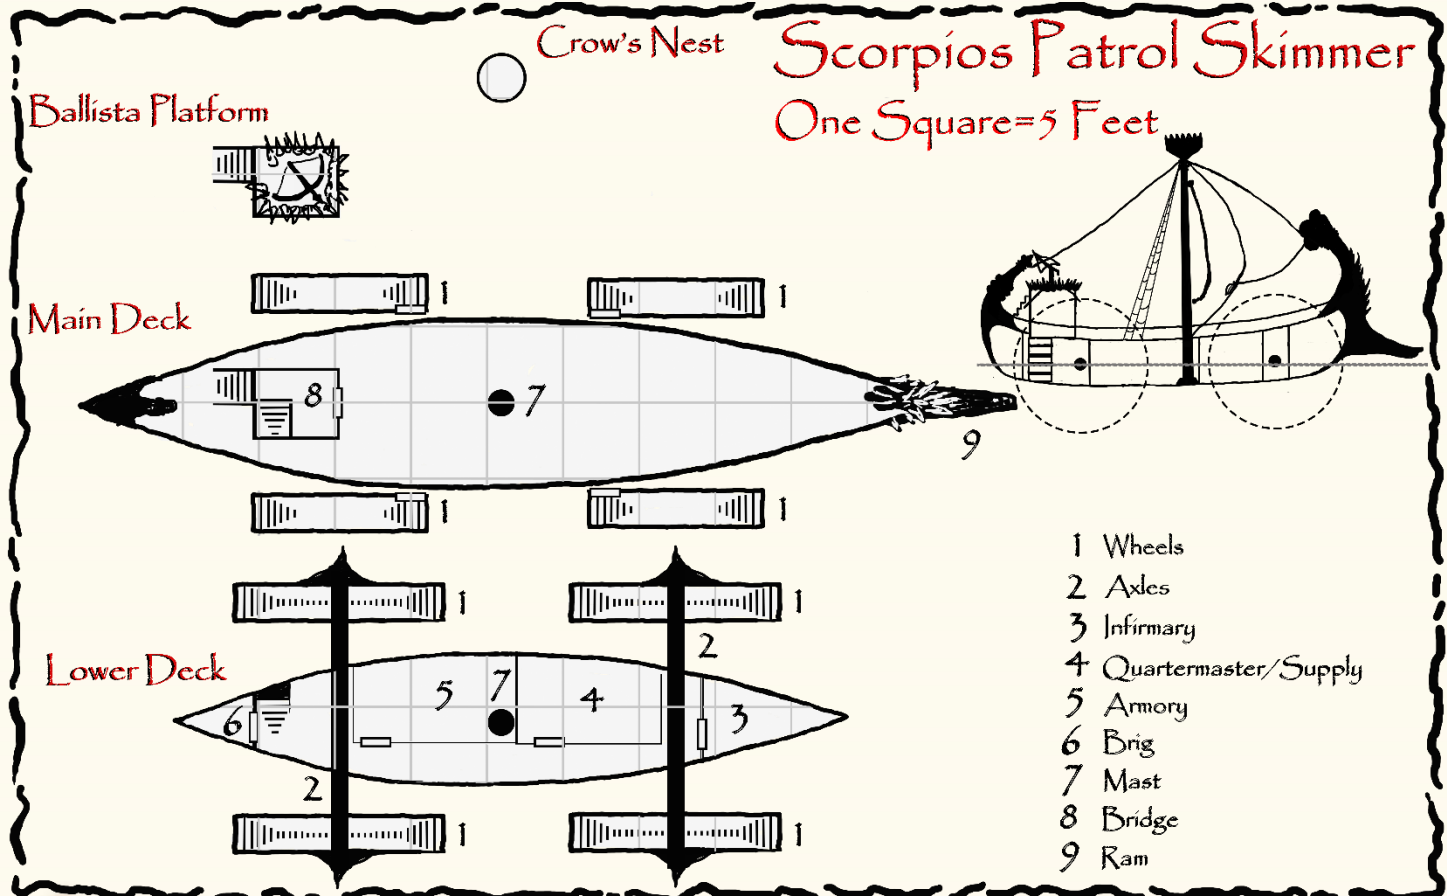 Scorpios Patrol Skimmer
One Square=5 Feet
Crow's Nest
Ballista Platform
Main Deck
1
1
8
7
9
1
1
Lower Deck
1
1
2
5
7
4
3
6
2
1
1
1 Wheels
2 Axles
3 Infirmary
4 Quartermaster/Supply
5 Armory
6 Brig
7 Mast
8 Bridge
9 Ram